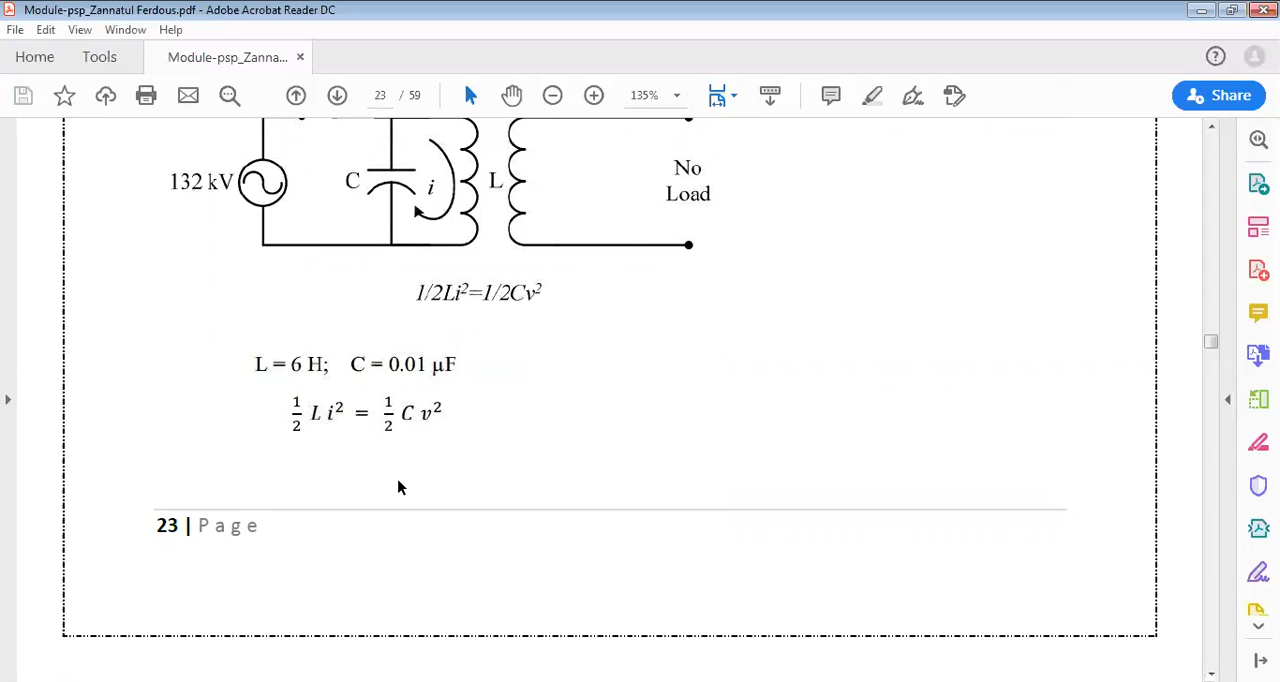 Module-psp_Zannatul Ferdous.pdf - Adobe Acrobat Reader DC
File Edit View Window Help
Home Tools Module-psp_Zanna... ×
23 / 59 135% Share
132 kV C i L No
Load
1/2Li²=1/2Cv²
L = 6 H; C = 0.01 µF
1/2 L i² = 1/2 C v²
23 | Page